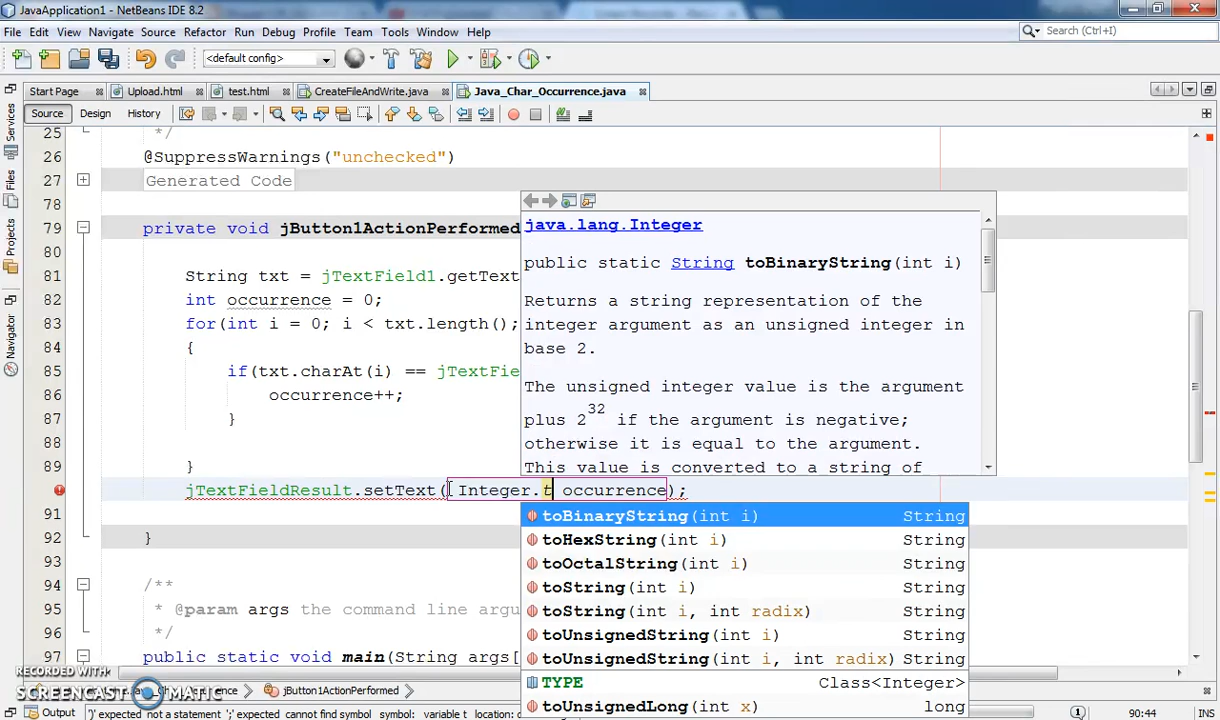 JavaApplication1 - NetBeans IDE 8.2
File Edit View Navigate Source Refactor Run Debug Profile Team Tools Window Help
Search (Ctrl+I)
<default config>
Start Page Upload.html test.html CreateFileAndWrite.java Java_Char_Occurrence.java
Source Design History
Services
Files
Projects
Navigator
25 */
26 @SuppressWarnings("unchecked")
27 Generated Code
78
79 private void jButton1ActionPerformed
80
81 String txt = jTextField1.getText
82 int occurrence = 0;
83 for(int i = 0; i < txt.length();
84 {
85 if(txt.charAt(i) == jTextFie
86 occurrence++;
87 }
88
89 }
jTextFieldResult.setText( Integer.t occurrence);
91
92 }
93
94 /**
95 * @param args the command line argu
96 */
97 public static void main(String args[
java.lang.Integer
public static String toBinaryString(int i)
Returns a string representation of the
integer argument as an unsigned integer in
base 2.
The unsigned integer value is the argument
plus 2^32 if the argument is negative;
otherwise it is equal to the argument.
This value is converted to a string of
toBinaryString(int i) String
toHexString(int i) String
toOctalString(int i) String
toString(int i) String
toString(int i, int radix) String
toUnsignedString(int i) String
toUnsignedString(int i, int radix) String
TYPE Class<Integer>
toUnsignedLong(int x) long
RECORDED WITH
SCREENCAST MATIC
jButton1ActionPerformed
Output
')' expected not a statement ';' expected cannot find symbol symbol: variable t location:
1
90:44
INS